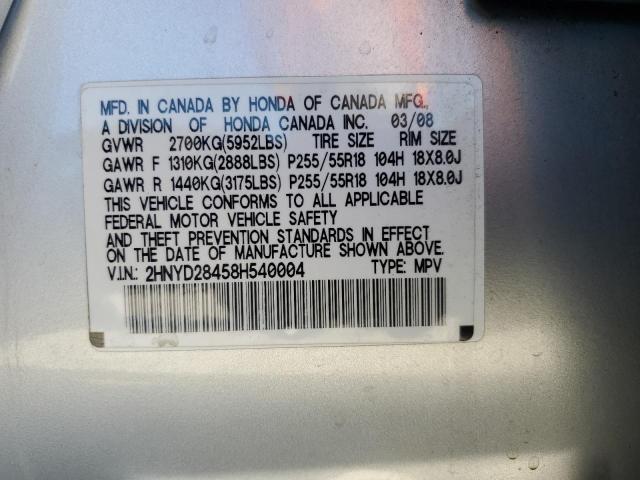 MFD. IN CANADA BY HONDA OF CANADA MFG.,
A DIVISION OF HONDA CANADA INC. 03/08
GVWR 2700KG(5952LBS) TIRE SIZE RIM SIZE
GAWR F 1310KG(2888LBS) P255/55R18 104H 18X8.0J
GAWR R 1440KG(3175LBS) P255/55R18 104H 18X8.0J
THIS VEHICLE CONFORMS TO ALL APPLICABLE
FEDERAL MOTOR VEHICLE SAFETY
AND THEFT PREVENTION STANDARDS IN EFFECT
ON THE DATE OF MANUFACTURE SHOWN ABOVE.
V.I.N.: 2HNYD28458H540004 TYPE: MPV